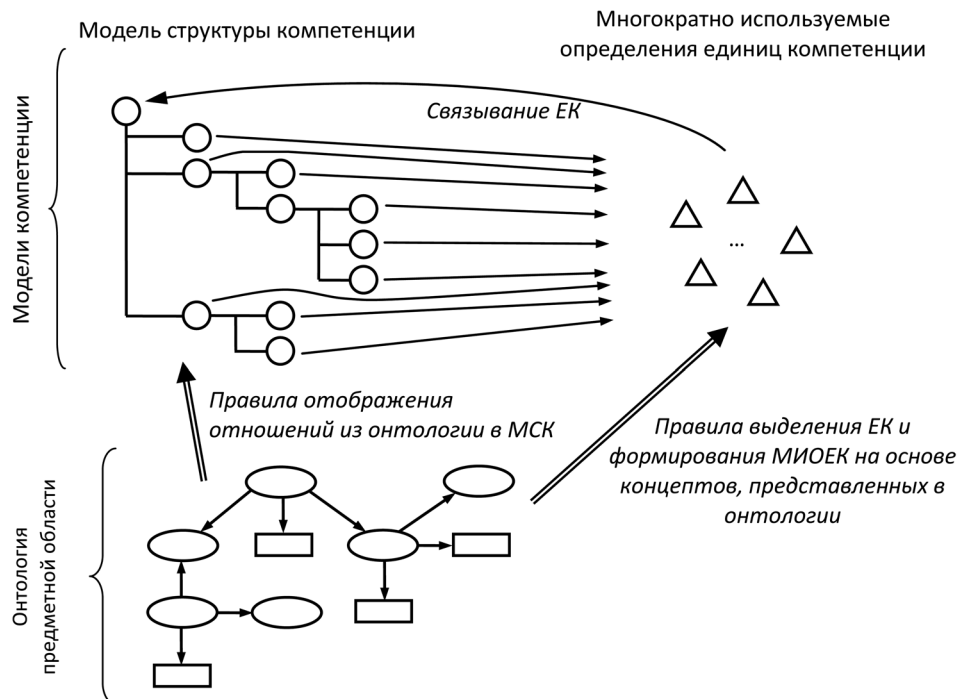 Модель структуры компетенции
Многократно используемые
определения единиц компетенции
Связывание ЕК
Модели компетенции
...
Правила отображения
отношений из онтологии в МСК
Правила выделения ЕК и
формирования МИОЕК на основе
концептов, представленных в
онтологии
Онтология
предметной области